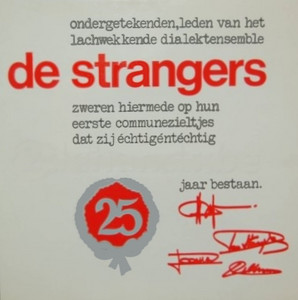 ondergetekenden,leden van het
lachwekkende dialektensemble
de strangers
zweren hiermede op hun
eerste communezieltjes
dat zij échtigéntéchtig
25
jaar bestaan.